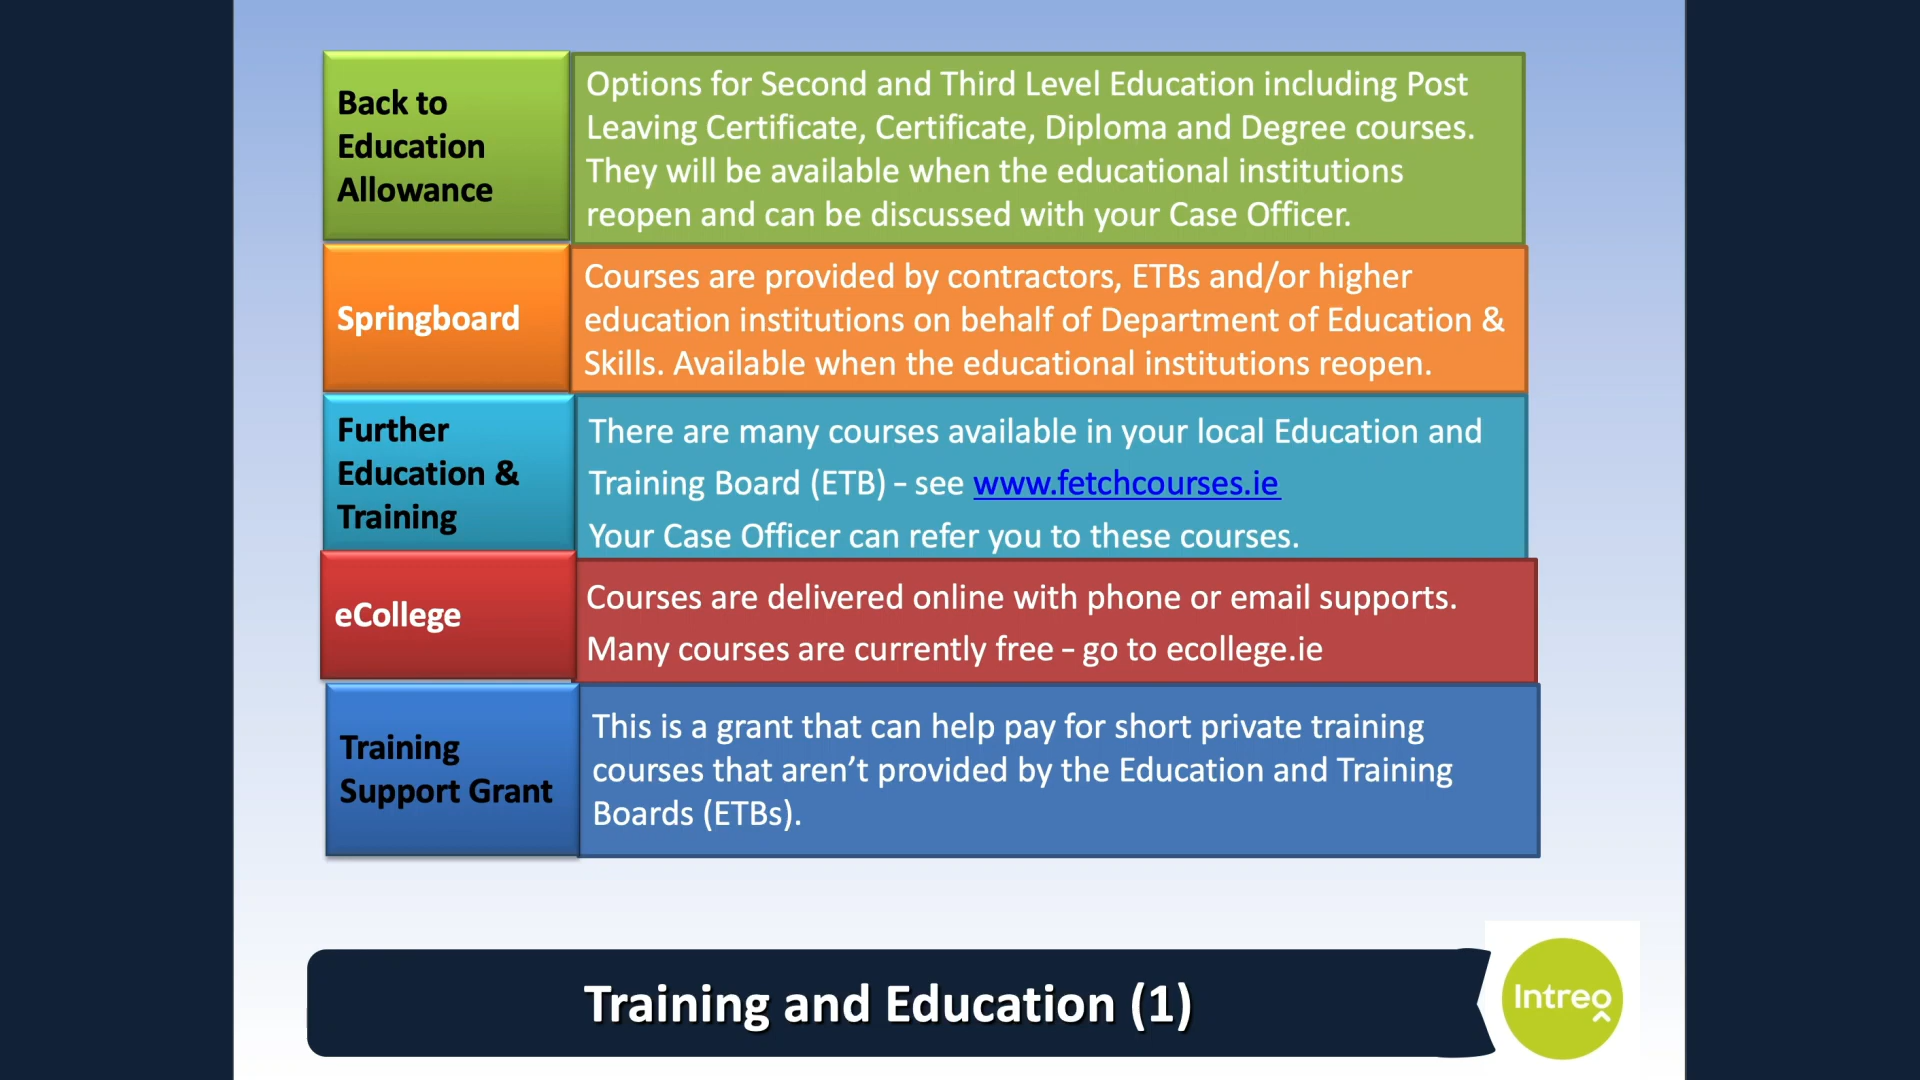 Back to
Education
Allowance
Options for Second and Third Level Education including Post
Leaving Certificate, Certificate, Diploma and Degree courses.
They will be available when the educational institutions
reopen and can be discussed with your Case Officer.
Springboard
Courses are provided by contractors, ETBs and/or higher
education institutions on behalf of Department of Education &
Skills. Available when the educational institutions reopen.
Further
Education &
Training
There are many courses available in your local Education and
Training Board (ETB) – see www.fetchcourses.ie
Your Case Officer can refer you to these courses.
eCollege
Courses are delivered online with phone or email supports.
Many courses are currently free – go to ecollege.ie
Training
Support Grant
This is a grant that can help pay for short private training
courses that aren’t provided by the Education and Training
Boards (ETBs).
Training and Education (1)
Intreo